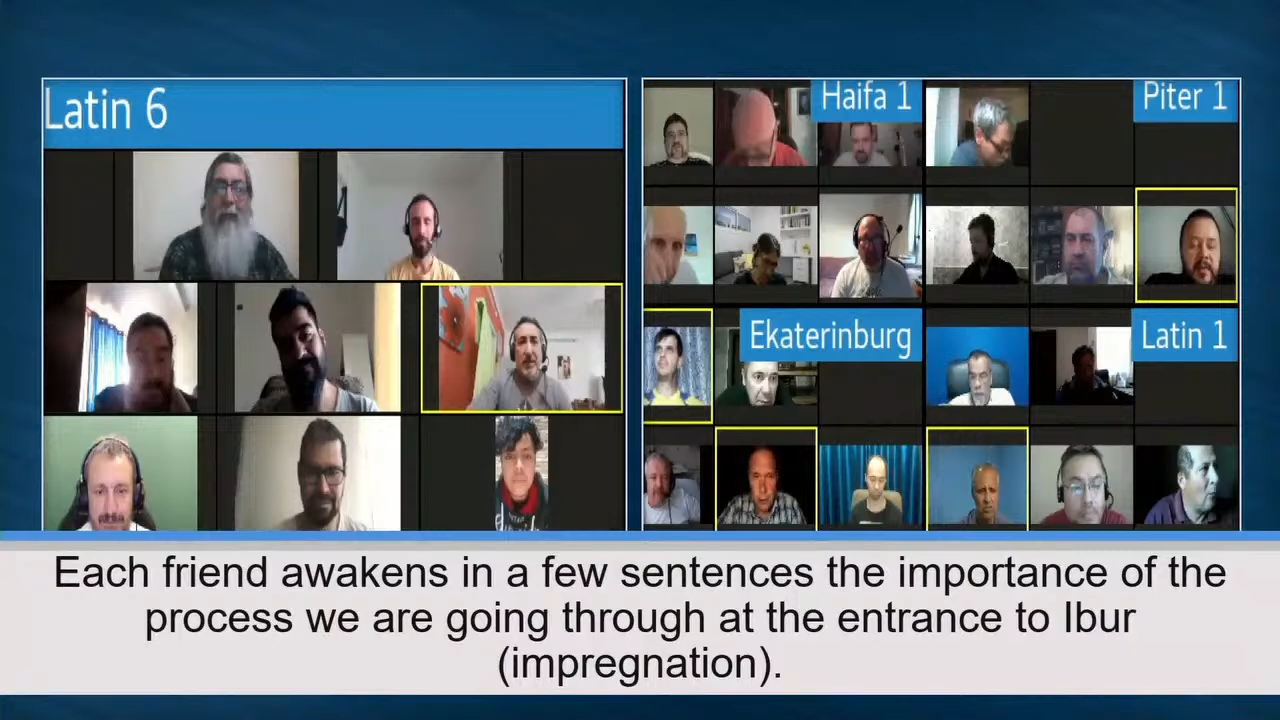 Latin 6
Haifa 1
Piter 1
Ekaterinburg
Latin 1
Each friend awakens in a few sentences the importance of the
process we are going through at the entrance to Ibur
(impregnation).